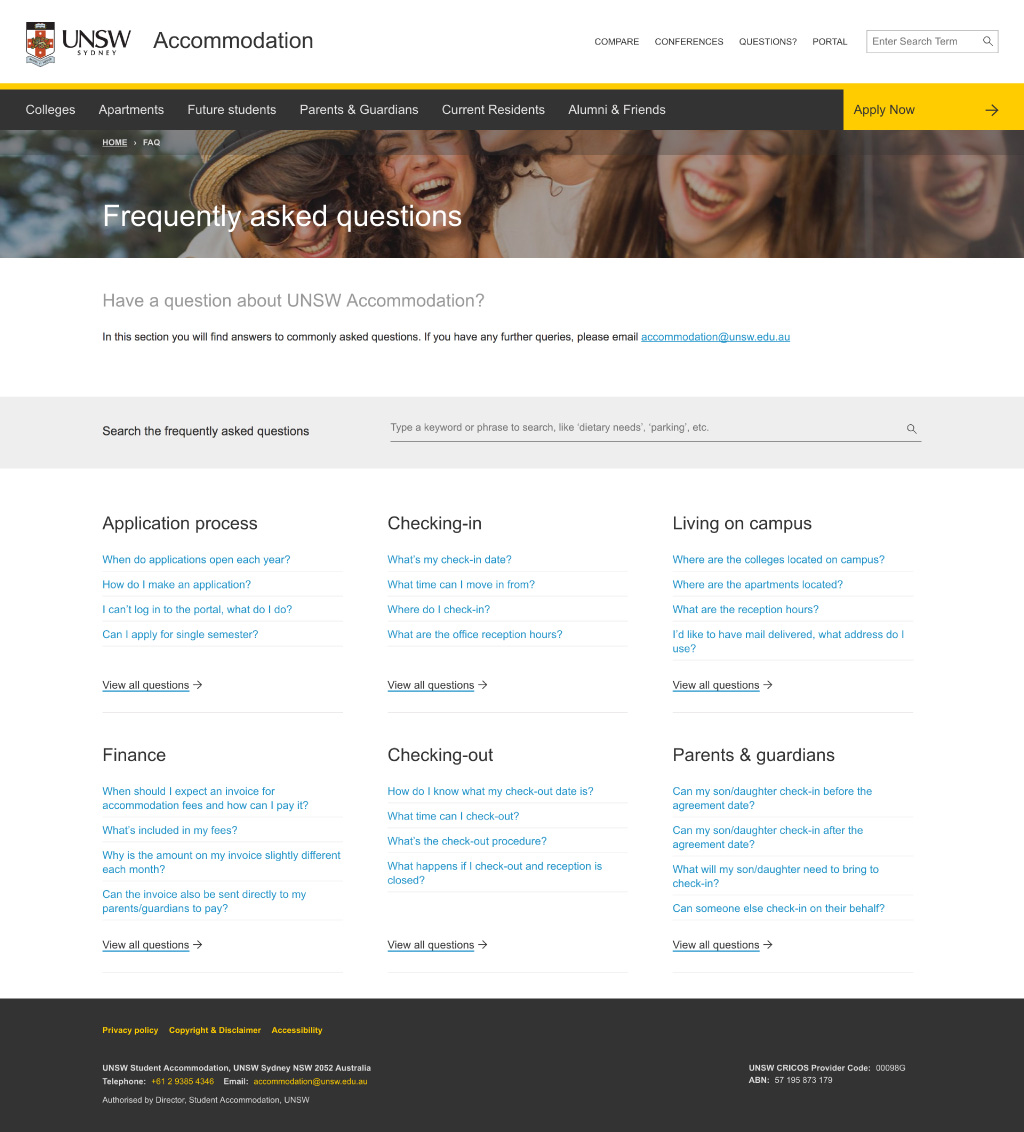 UNSW
SYDNEY
Accommodation
COMPARE CONFERENCES QUESTIONS? PORTAL
Enter Search Term
Colleges Apartments Future students Parents & Guardians Current Residents Alumni & Friends
Apply Now →
HOME › FAQ
Frequently asked questions
Have a question about UNSW Accommodation?
In this section you will find answers to commonly asked questions. If you have any further queries, please email accommodation@unsw.edu.au
Search the frequently asked questions
Type a keyword or phrase to search, like ‘dietary needs’, ‘parking’, etc.
Application process
When do applications open each year?
How do I make an application?
I can’t log in to the portal, what do I do?
Can I apply for single semester?
View all questions →
Checking-in
What’s my check-in date?
What time can I move in from?
Where do I check-in?
What are the office reception hours?
View all questions →
Living on campus
Where are the colleges located on campus?
Where are the apartments located?
What are the reception hours?
I’d like to have mail delivered, what address do I
use?
View all questions →
Finance
When should I expect an invoice for
accommodation fees and how can I pay it?
What’s included in my fees?
Why is the amount on my invoice slightly different
each month?
Can the invoice also be sent directly to my
parents/guardians to pay?
View all questions →
Checking-out
How do I know what my check-out date is?
What time can I check-out?
What’s the check-out procedure?
What happens if I check-out and reception is
closed?
View all questions →
Parents & guardians
Can my son/daughter check-in before the
agreement date?
Can my son/daughter check-in after the
agreement date?
What will my son/daughter need to bring to
check-in?
Can someone else check-in on their behalf?
View all questions →
Privacy policy Copyright & Disclaimer Accessibility
UNSW Student Accommodation, UNSW Sydney NSW 2052 Australia
Telephone: +61 2 9385 4346 Email: accommodation@unsw.edu.au
Authorised by Director, Student Accommodation, UNSW
UNSW CRICOS Provider Code: 00098G
ABN: 57 195 873 179